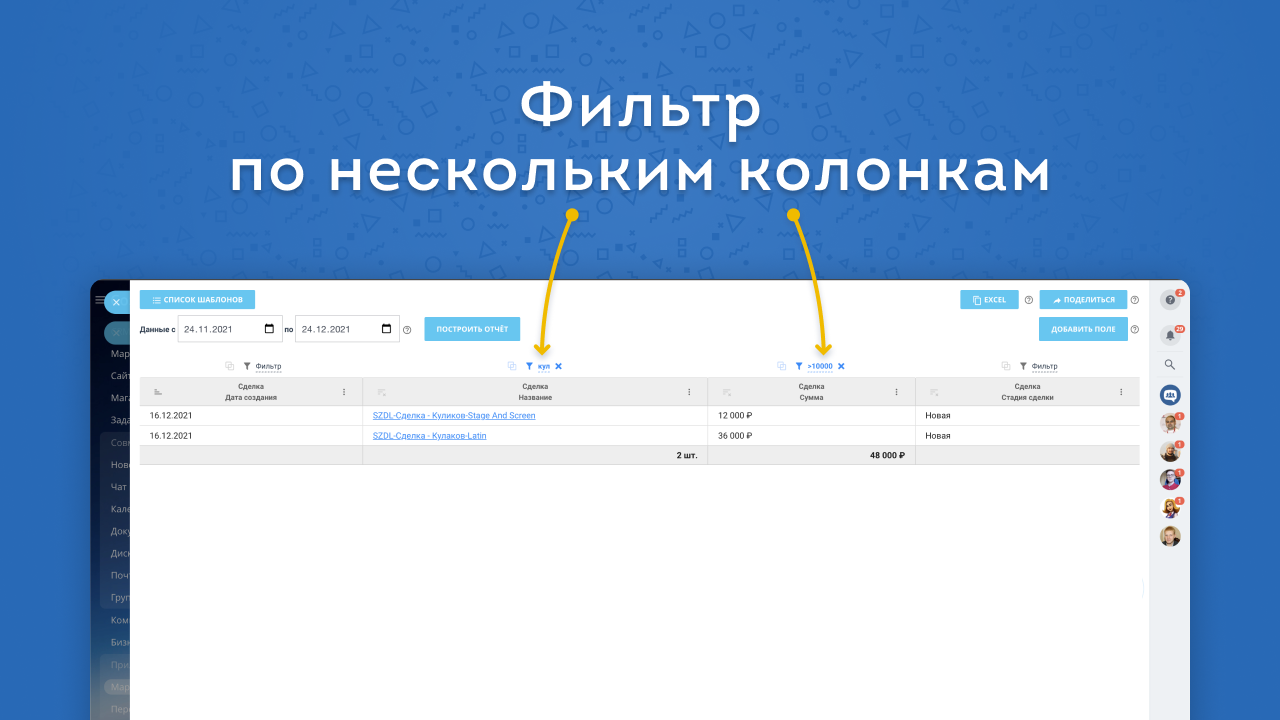 Фильтр
по нескольким колонкам
СПИСОК ШАБЛОНОВ
EXCEL
ПОДЕЛИТЬСЯ
2
Данные с 24.11.2021 по 24.12.2021
ПОСТРОИТЬ ОТЧЁТ
ДОБАВИТЬ ПОЛЕ
29
Фильтр
кул
>10000
Фильтр
Сделка
Дата создания
Сделка
Название
Сделка
Сумма
Сделка
Стадия сделки
16.12.2021 SZDL-Сделка - Куликов-Stage And Screen 12 000 ₽ Новая
16.12.2021 SZDL-Сделка - Кулаков-Latin 36 000 ₽ Новая
2 шт. 48 000 ₽
1
1
1
1
Мар
Сайт
Мага
Зада
Совм
Ново
Чат
Кале
Доку
Диск
Почт
Груп
Ком
Бизн
При
Мар
Пере